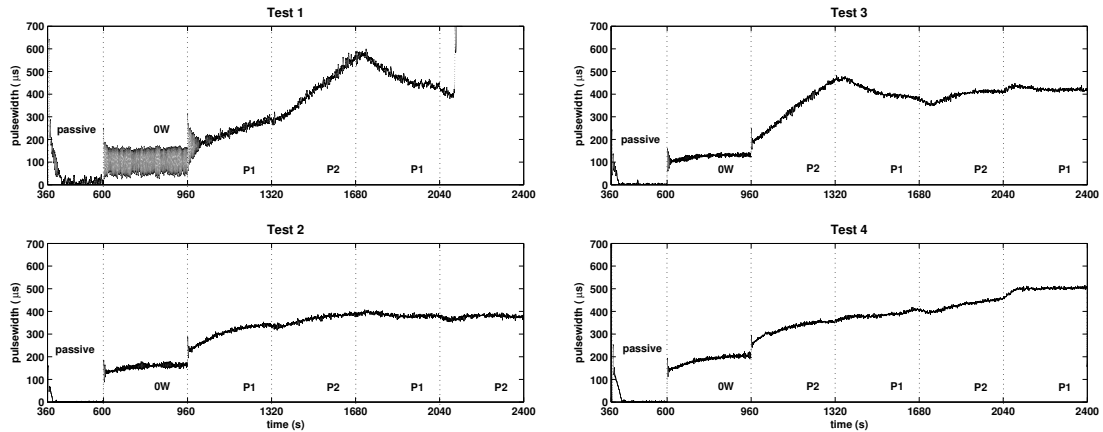 Test 1
700
600
500
400
300
200
100
0
pulsewidth (μs)
passive
0W
P1
P2
P1
360
600
960
1320
1680
2040
2400
Test 3
700
600
500
400
300
200
100
0
pulsewidth (μs)
passive
0W
P2
P1
P2
P1
360
600
960
1320
1680
2040
2400
Test 2
700
600
500
400
300
200
100
0
pulsewidth (μs)
passive
0W
P1
P2
P1
P2
360
600
960
1320
1680
2040
2400
time (s)
Test 4
700
600
500
400
300
200
100
0
pulsewidth (μs)
passive
0W
P2
P1
P2
P1
360
600
960
1320
1680
2040
2400
time (s)